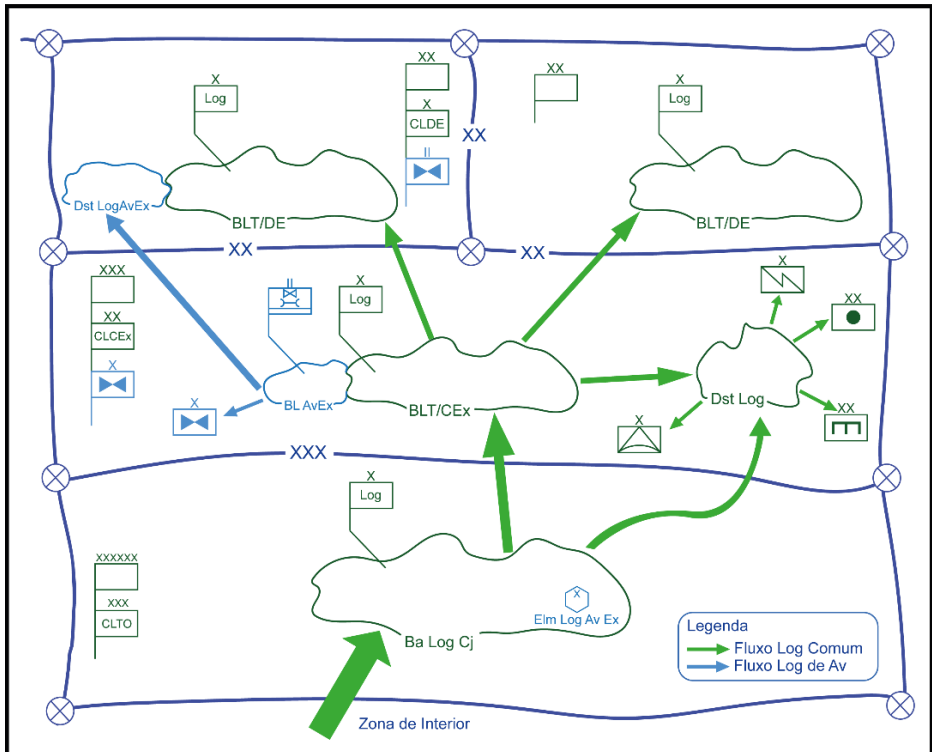 XX
X
Log
X
CLDE
II
XX
X
Log
XX
Dst LogAvEx
BLT/DE
BLT/DE
XX
XX
XXX
XX
CLCEx
X
II
X
Log
X
XX
X
BL AvEx
BLT/CEx
Dst Log
X
XX
XXX
X
Log
XXXXXX
XXX
CLTO
X
Elm Log Av Ex
Ba Log Cj
Legenda
Fluxo Log Comum
Fluxo Log de Av
Zona de Interior